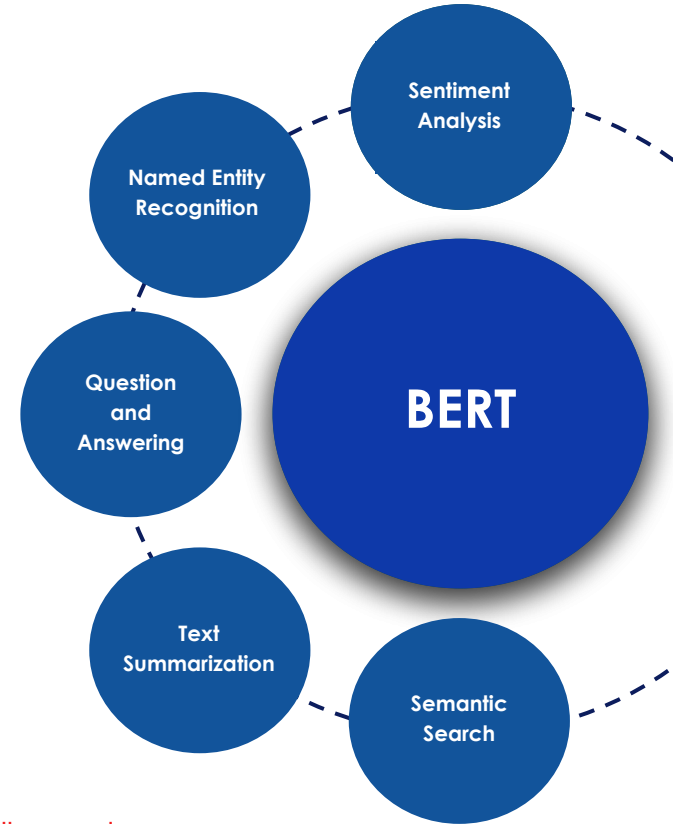 Sentiment
Analysis
Named Entity
Recognition
BERT
Question
and
Answering
Text
Summarization
Semantic
Search